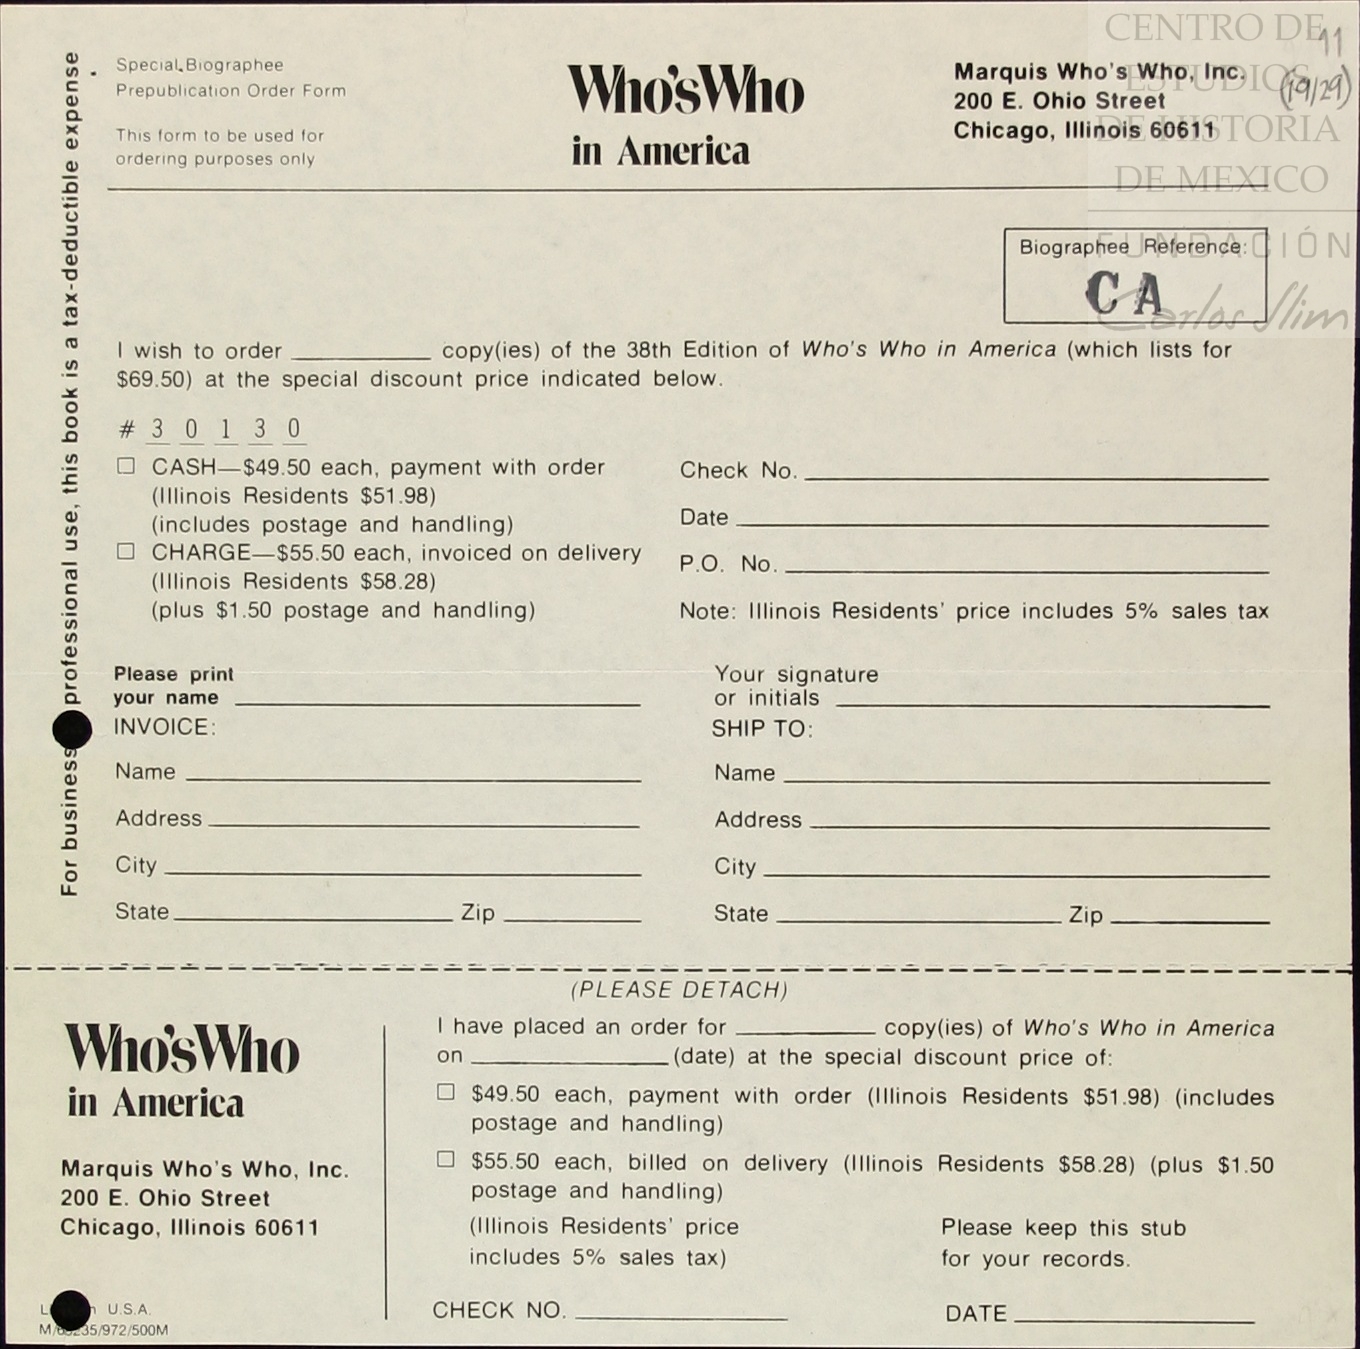 Special Biographee
Prepublication Order Form
This form to be used for
ordering purposes only
Who's Who
in America
Marquis Who's Who, Inc.
200 E. Ohio Street
Chicago, Illinois 60611
11
(19/29)
CENTRO DE
ESTUDIOS
DE HISTORIA
DE MEXICO
FUNDACIÓN
Carlos Slim
For business professional use, this book is a tax-deductible expense
Biographee Reference:
CA
I wish to order ____ copy(ies) of the 38th Edition of Who's Who in America (which lists for
$69.50) at the special discount price indicated below.
# 3 0 1 3 0
☐ CASH—$49.50 each, payment with order
(Illinois Residents $51.98)
(includes postage and handling)
☐ CHARGE—$55.50 each, invoiced on delivery
(Illinois Residents $58.28)
(plus $1.50 postage and handling)
Check No.
Date
P.O. No.
Note: Illinois Residents' price includes 5% sales tax
Please print
your name
INVOICE:
Name
Address
City
State Zip
Your signature
or initials
SHIP TO:
Name
Address
City
State Zip
(PLEASE DETACH)
Who's Who
in America
Marquis Who's Who, Inc.
200 E. Ohio Street
Chicago, Illinois 60611
U.S.A.
35/972/500M
I have placed an order for ____ copy(ies) of Who's Who in America
on ____ (date) at the special discount price of:
☐ $49.50 each, payment with order (Illinois Residents $51.98) (includes
postage and handling)
☐ $55.50 each, billed on delivery (Illinois Residents $58.28) (plus $1.50
postage and handling)
(Illinois Residents' price
includes 5% sales tax)
Please keep this stub
for your records.
CHECK NO.
DATE